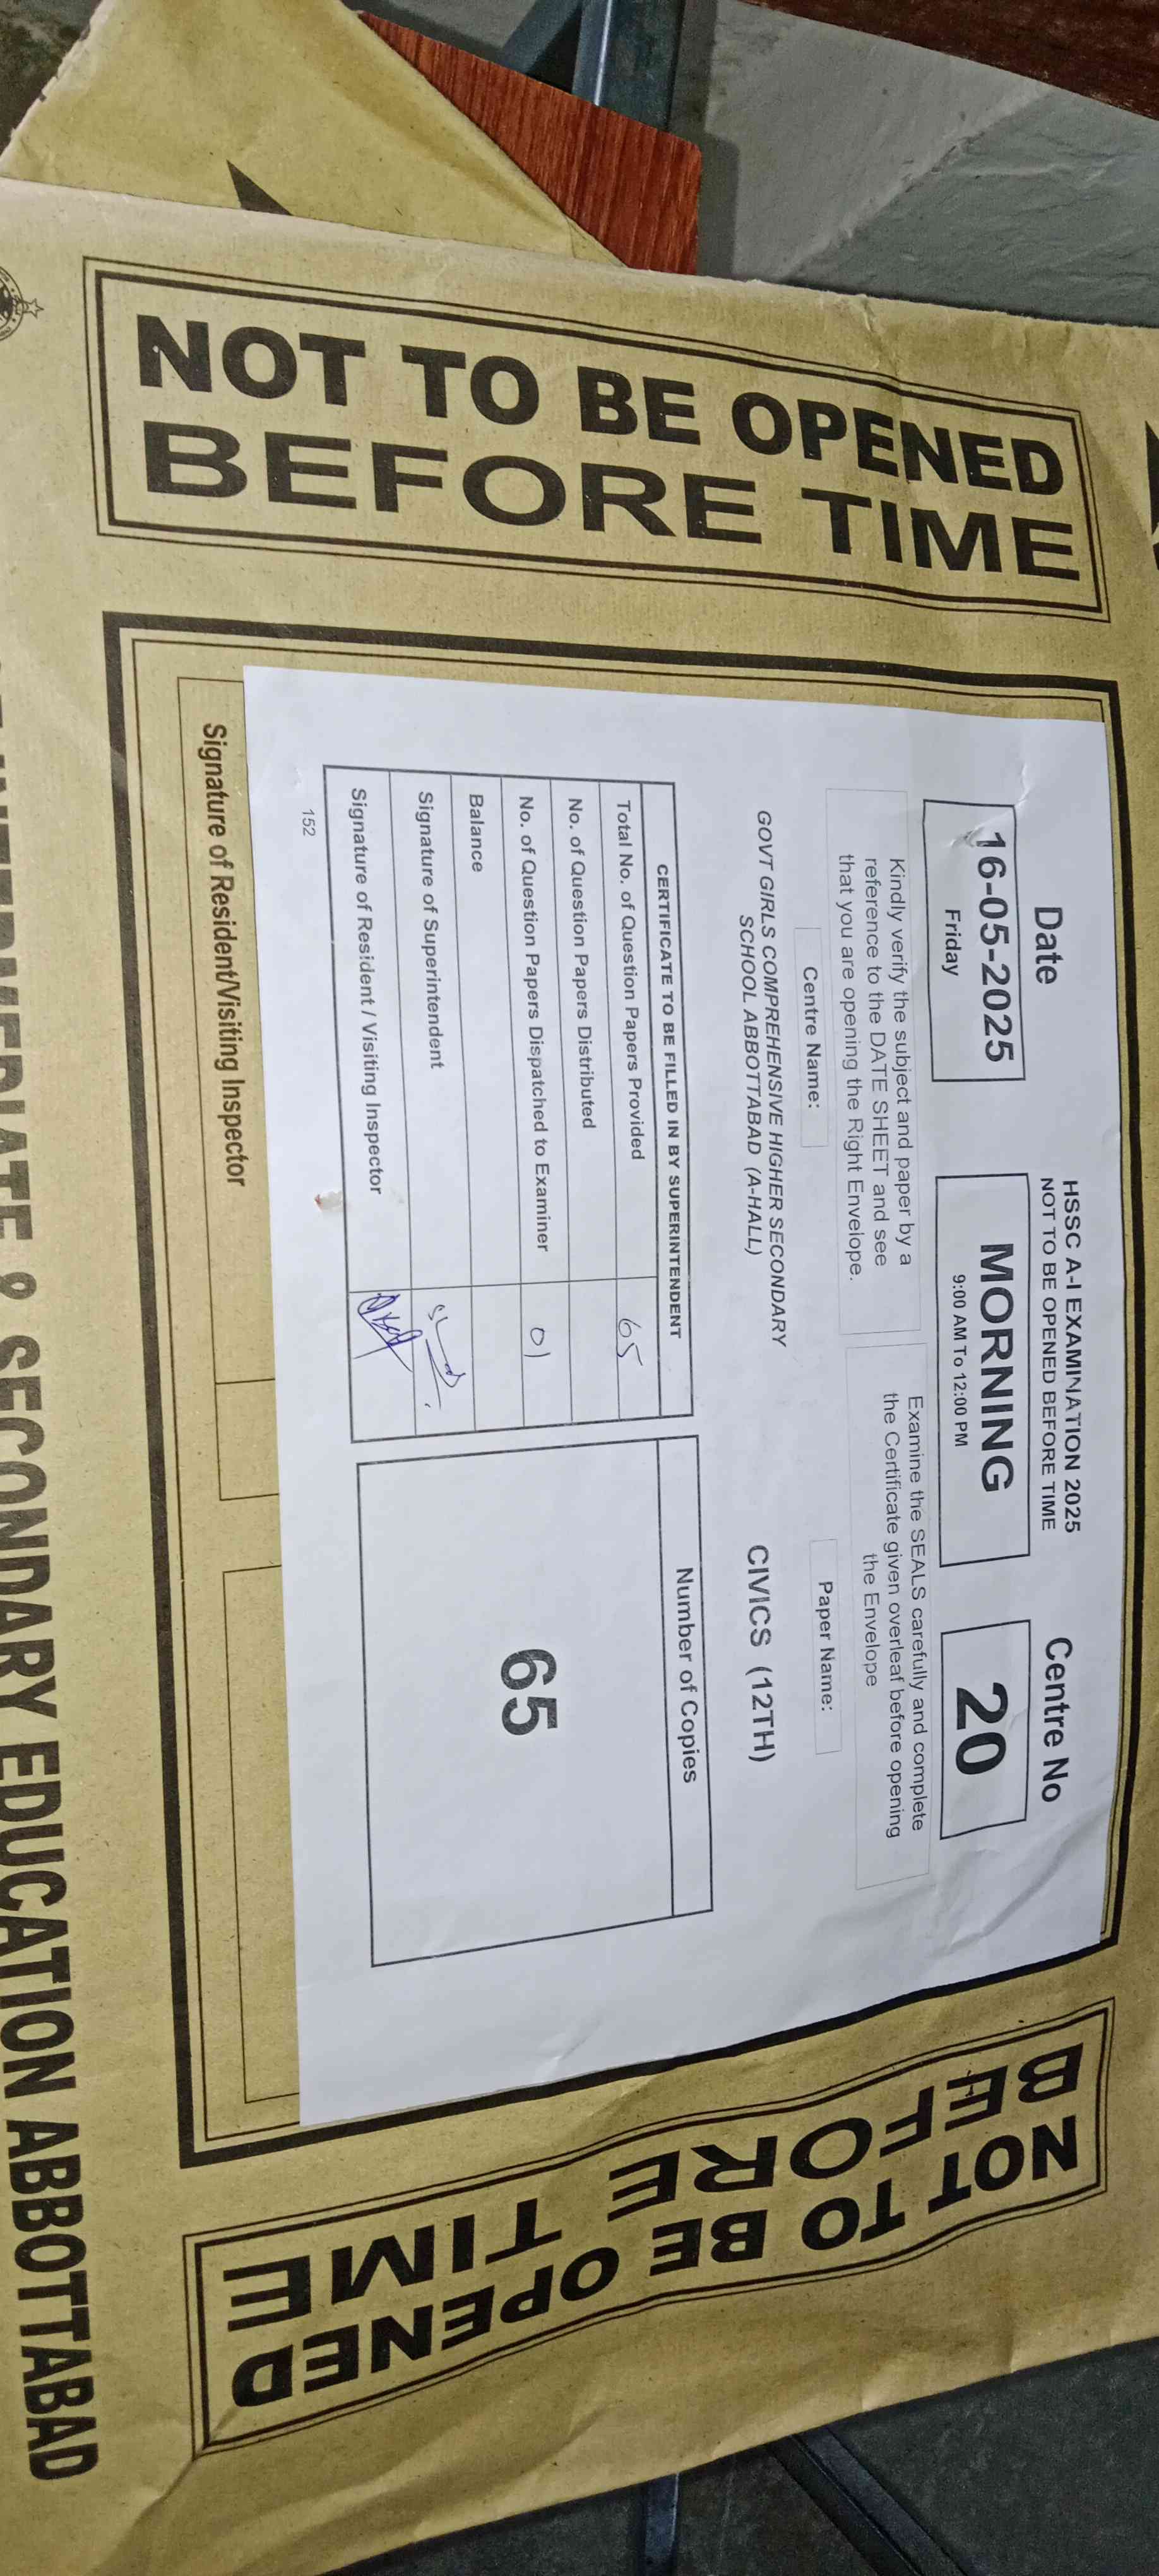 NOT TO BE OPENED
BEFORE TIME
Date
16-05-2025
Friday
HSSC A-I EXAMINATION 2025
NOT TO BE OPENED BEFORE TIME
MORNING
9:00 AM To 12:00 PM
Centre No
20
Kindly verify the subject and paper by a
reference to the DATE SHEET and see
that you are opening the Right Envelope.
Examine the SEALS carefully and complete
the Certificate given overleaf before opening
the Envelope
Centre Name:
GOVT GIRLS COMPREHENSIVE HIGHER SECONDARY
SCHOOL ABBOTTABAD (A-HALL)
Paper Name:
CIVICS (12TH)
CERTIFICATE TO BE FILLED IN BY SUPERINTENDENT
Total No. of Question Papers Provided 65
No. of Question Papers Distributed
No. of Question Papers Dispatched to Examiner 01
Balance
Signature of Superintendent
Signature of Resident / Visiting Inspector
Number of Copies
65
152
Signature of Resident/Visiting Inspector
NOT TO BE OPENED
BEFORE TIME
& SECONDARY EDUCATION ABBOTTABAD